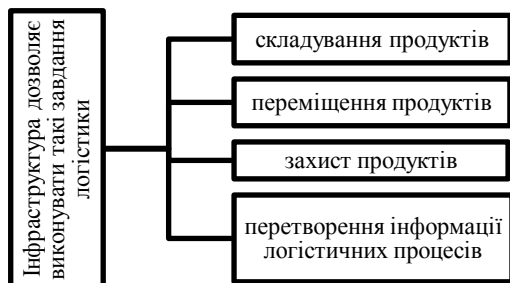 Інфраструктура дозволяє
виконувати такі завдання
логістики
складування продуктів
переміщення продуктів
захист продуктів
перетворення інформації
логістичних процесів